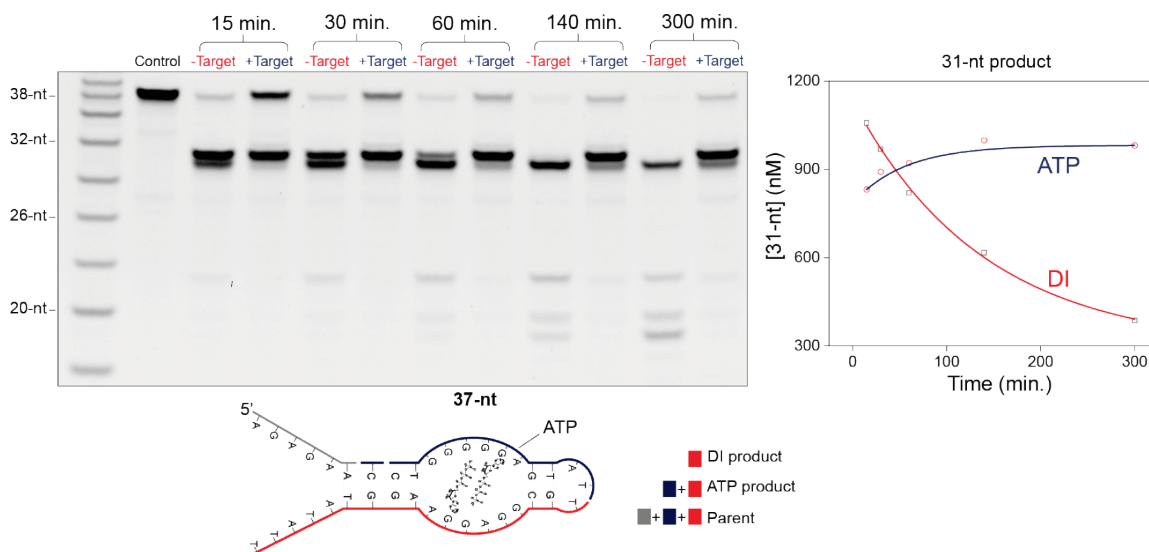 15 min.
30 min.
60 min.
140 min.
300 min.
Control
-Target
+Target
-Target
+Target
-Target
+Target
-Target
+Target
-Target
+Target
38-nt
32-nt
26-nt
20-nt
31-nt product
1200
900
600
300
[31-nt] (nM)
ATP
DI
0
100
200
300
Time (min.)
37-nt
5'
ATP
A G A G A A C C T G G G G G A G T A T
T G C G G A G G A A G G
DI product
+ ATP product
+ + Parent